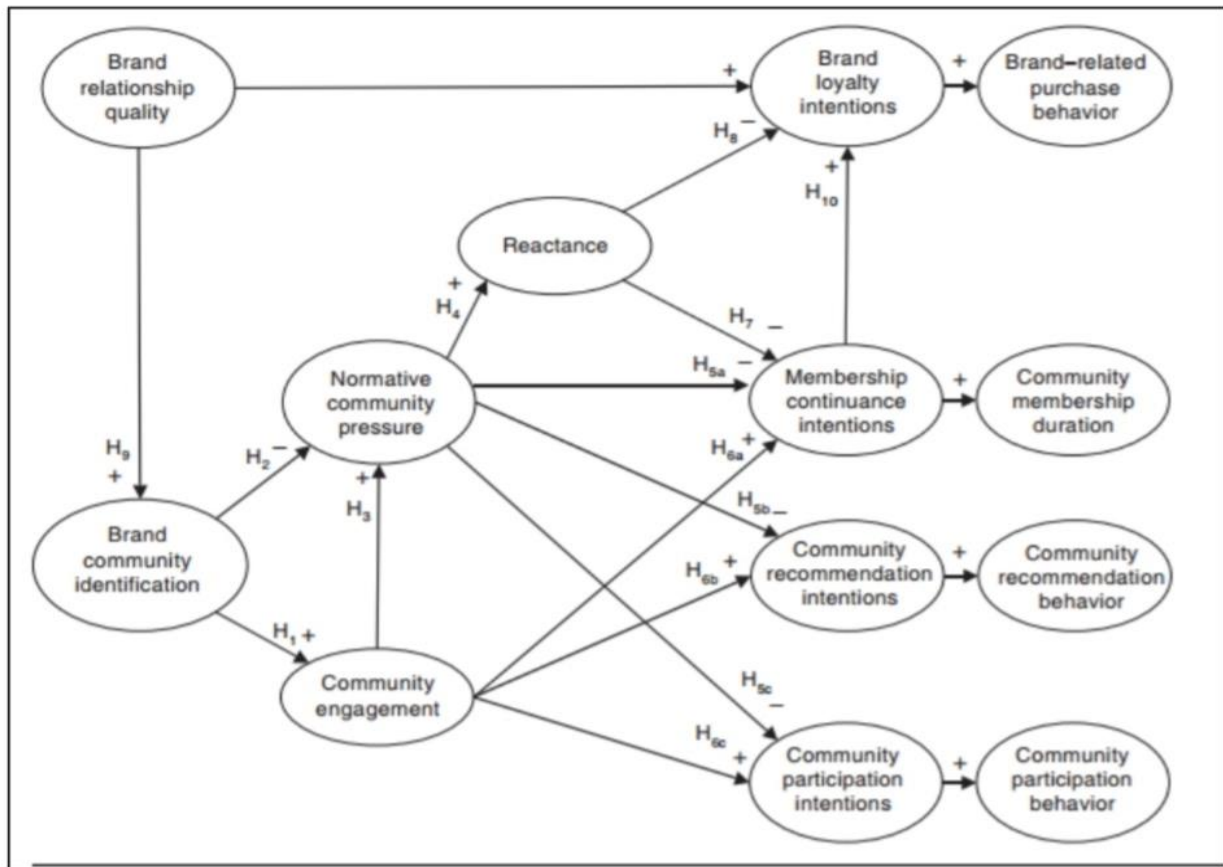 Brand
relationship
quality
+
Brand
loyalty
intentions
+
Brand–related
purchase
behavior
H8 –
+
H10
Reactance
+
H4
H7 –
Normative
community
pressure
H5a –
Membership
continuance
intentions
+
Community
membership
duration
H9
+
H2 –
+
H3
H6a +
H5b –
Brand
community
identification
H6b +
Community
recommendation
intentions
+
Community
recommendation
behavior
H1 +
Community
engagement
H5c
–
H6c
+
Community
participation
intentions
+
Community
participation
behavior